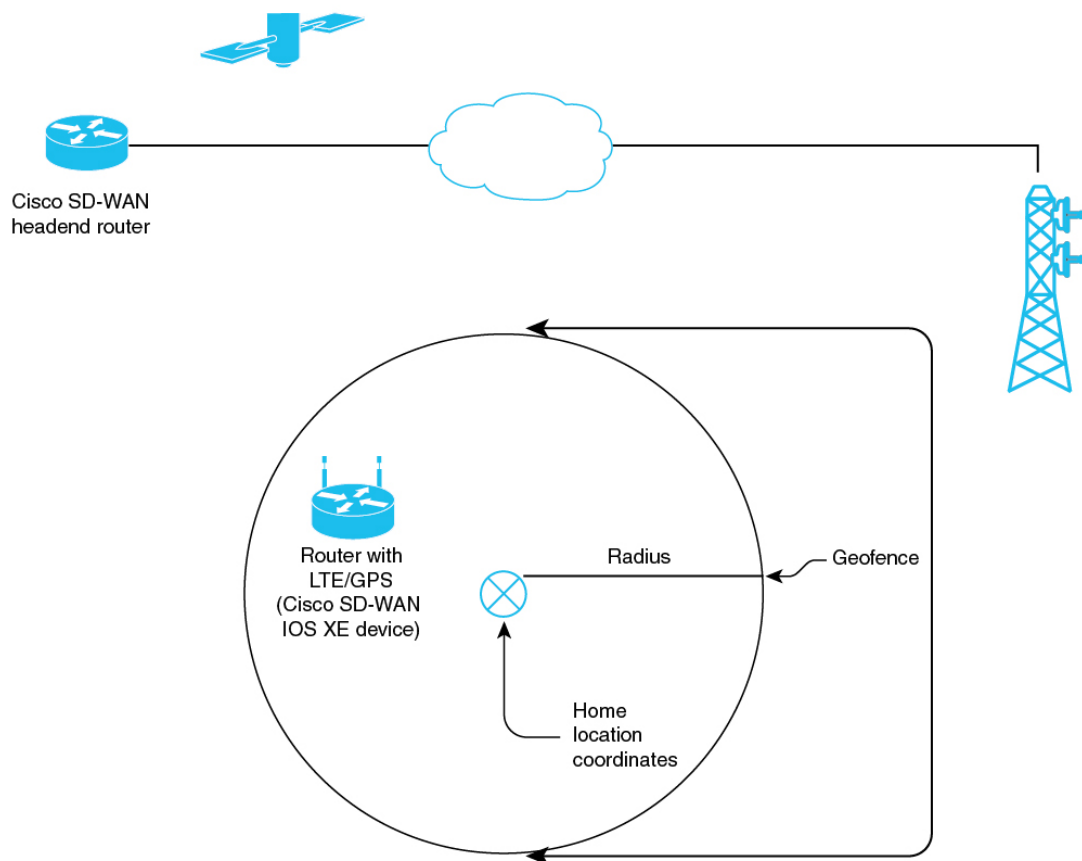 Cisco SD-WAN
headend router
Router with
LTE/GPS
(Cisco SD-WAN
IOS XE device)
Radius
Geofence
Home
location
coordinates